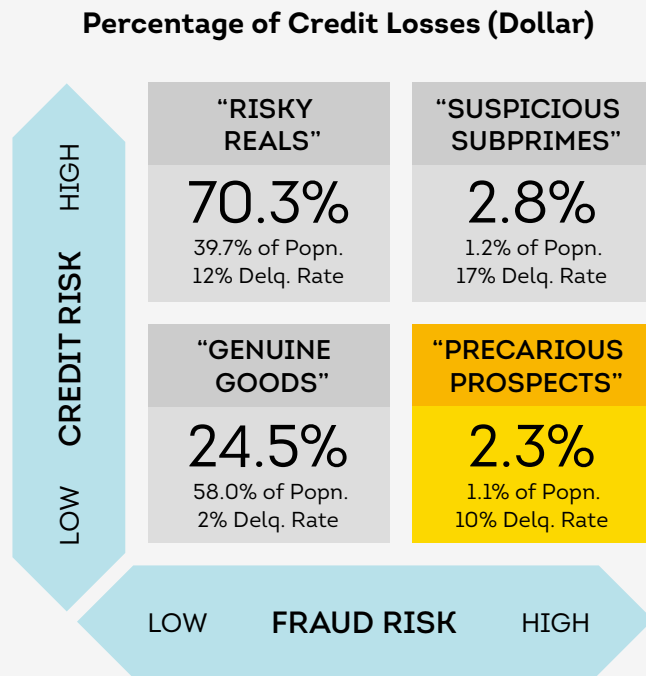 Percentage of Credit Losses (Dollar)
HIGH
CREDIT RISK
LOW
“RISKY
REALS”
70.3%
39.7% of Popn.
12% Delq. Rate
“SUSPICIOUS
SUBPRIMES”
2.8%
1.2% of Popn.
17% Delq. Rate
“GENUINE
GOODS”
24.5%
58.0% of Popn.
2% Delq. Rate
“PRECARIOUS
PROSPECTS”
2.3%
1.1% of Popn.
10% Delq. Rate
LOW FRAUD RISK HIGH